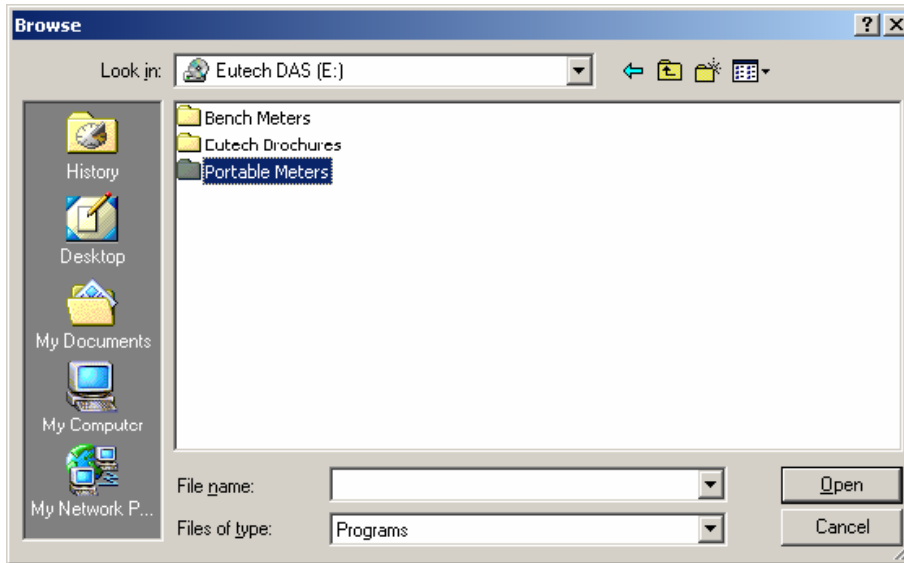 Browse
Look in: Eutech DAS (E:)
Bench Meters
Eutech Brochures
Portable Meters
History
Desktop
My Documents
My Computer
My Network P...
File name:
Open
Files of type: Programs
Cancel